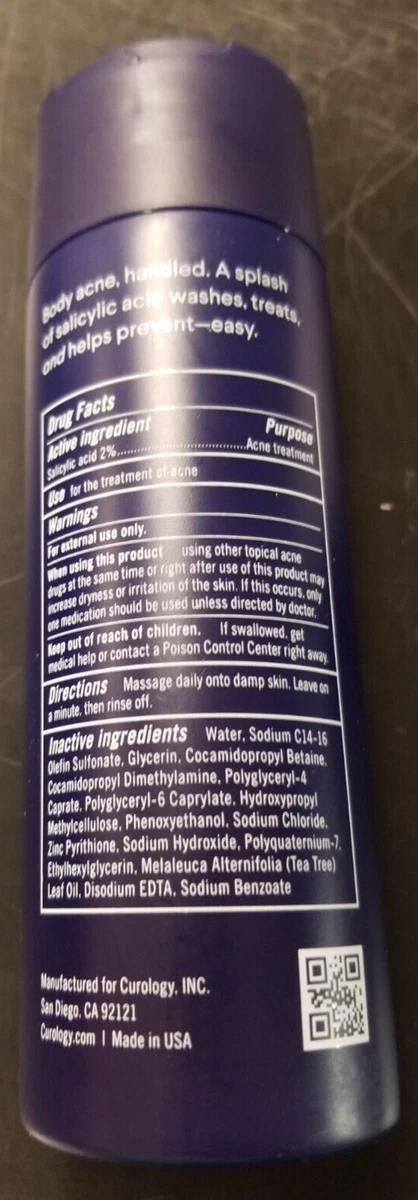 Body acne, handled. A splash
of salicylic acid washes, treats,
and helps prevent—easy.
Drug Facts
Active ingredient Purpose
Salicylic acid 2%..............................Acne treatment
Use for the treatment of acne
Warnings
For external use only.
When using this product using other topical acne
drugs at the same time or right after use of this product may
increase dryness or irritation of the skin. If this occurs, only
one medication should be used unless directed by doctor.
Keep out of reach of children. If swallowed, get
medical help or contact a Poison Control Center right away.
Directions Massage daily onto damp skin. Leave on
a minute, then rinse off.
Inactive ingredients Water, Sodium C14-16
Olefin Sulfonate, Glycerin, Cocamidopropyl Betaine,
Cocamidopropyl Dimethylamine, Polyglyceryl-4
Caprate, Polyglyceryl-6 Caprylate, Hydroxypropyl
Methylcellulose, Phenoxyethanol, Sodium Chloride,
Zinc Pyrithione, Sodium Hydroxide, Polyquaternium-7,
Ethylhexylglycerin, Melaleuca Alternifolia (Tea Tree)
Leaf Oil, Disodium EDTA, Sodium Benzoate
Manufactured for Curology, INC.
San Diego, CA 92121
Curology.com | Made in USA